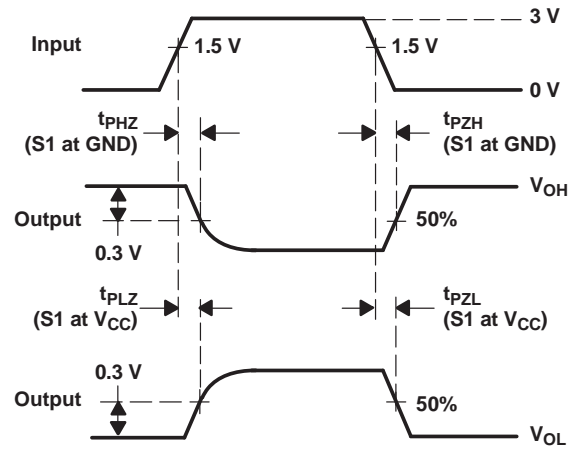 3 V
Input
1.5 V
1.5 V
0 V
tPHZ
(S1 at GND)
tPZH
(S1 at GND)
VOH
Output
50%
0.3 V
tPLZ
(S1 at VCC)
tPZL
(S1 at VCC)
0.3 V
Output
50%
VOL